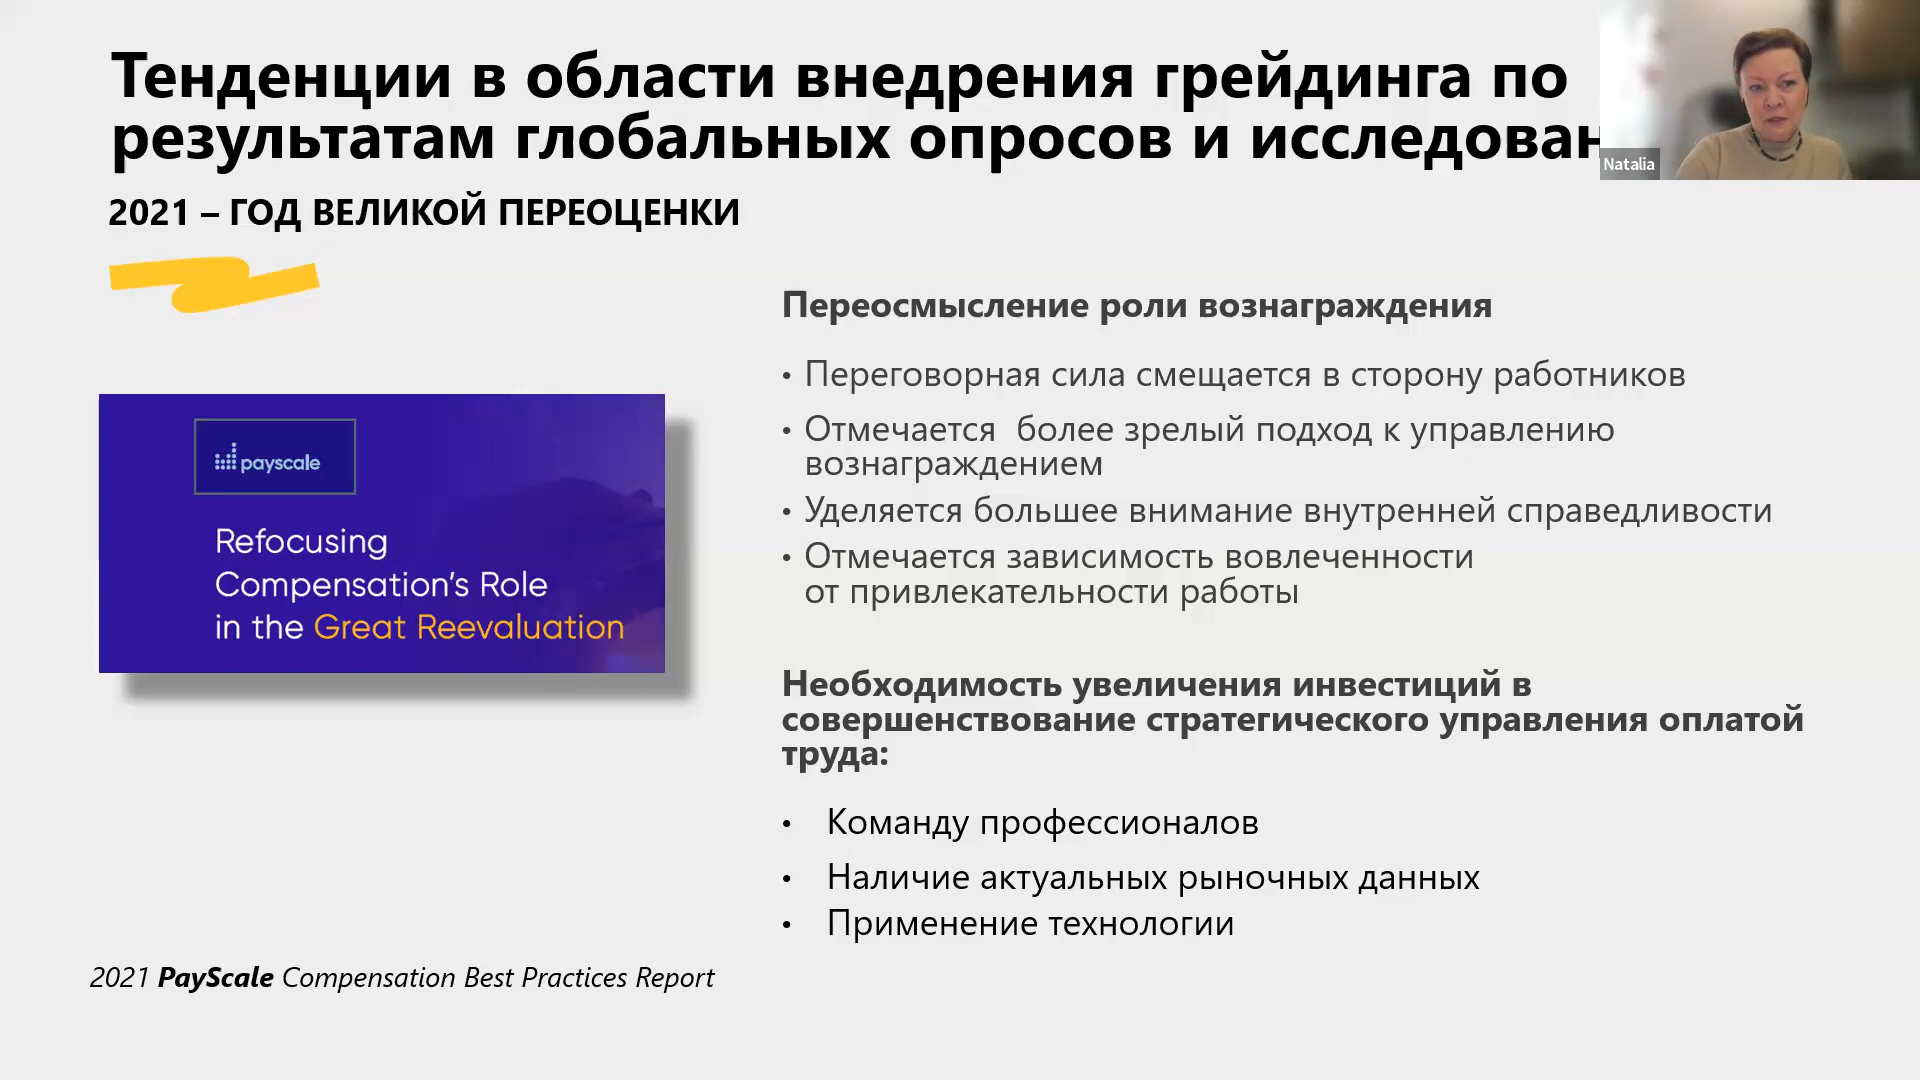 Тенденции в области внедрения грейдинга по
результатам глобальных опросов и
2021 – ГОД ВЕЛИКОЙ ПЕРЕОЦЕНКИ
Natalia
payscale
Refocusing
Compensation’s Role
in the Great Reevaluation
2021 PayScale Compensation Best Practices Report
Переосмысление роли вознаграждения
• Переговорная сила смещается в сторону работников
• Отмечается более зрелый подход к управлению
вознаграждением
• Уделяется большее внимание внутренней справедливости
• Отмечается зависимость вовлеченности
от привлекательности работы
Необходимость увеличения инвестиций в
совершенствование стратегического управления оплатой
труда:
• Команду профессионалов
• Наличие актуальных рыночных данных
• Применение технологии